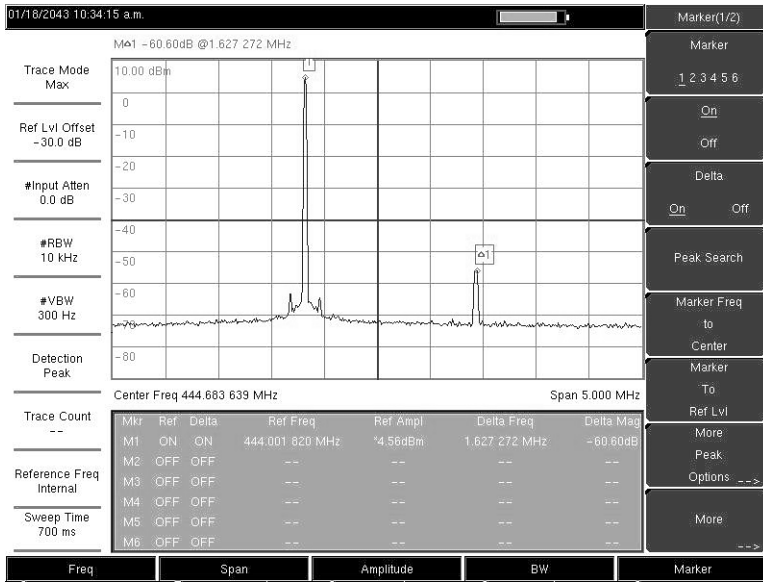 01/18/2043 10:34:15 a.m.
MΔ1 -60.60dB @1.627 272 MHz
Trace Mode
Max
Ref Lvl Offset
-30.0 dB
#Input Atten
0.0 dB
#RBW
10 kHz
#VBW
300 Hz
Detection
Peak
Trace Count
--
Reference Freq
Internal
Sweep Time
700 ms
10.00 dBm
0
-10
-20
-30
-40
-50
-60
-70
-80
1
Δ1
Center Freq 444.683 639 MHz
Span 5.000 MHz
Mkr Ref Delta Ref Freq Ref Ampl Delta Freq Delta Mag
M1 ON ON 444.001 820 MHz *4.56dBm 1.627 272 MHz -60.60dB
M2 OFF OFF -- -- -- --
M3 OFF OFF -- -- -- --
M4 OFF OFF -- -- -- --
M5 OFF OFF -- -- -- --
M6 OFF OFF -- -- -- --
Marker(1/2)
Marker
1 2 3 4 5 6
On
Off
Delta
On Off
Peak Search
Marker Freq
to
Center
Marker
To
Ref Lvl
More
Peak
Options -->
More
-->
Freq Span Amplitude BW Marker